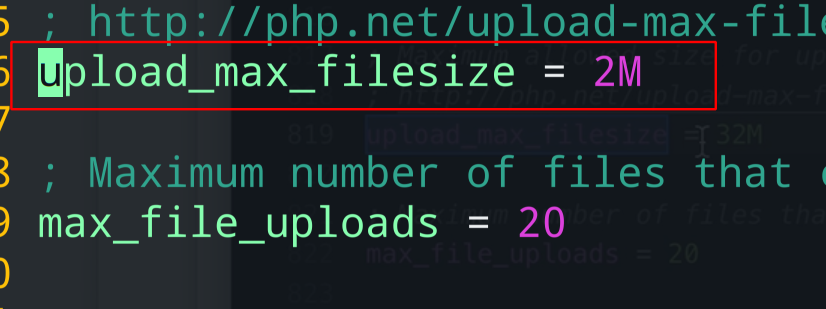 5 ; http://php.net/upload-max-file
6 upload_max_filesize = 2M
7
8 ; Maximum number of files that
9 max_file_uploads = 20
0
Maximum allowed size for up
; http://php.net/upload-max-f
819 upload_max_filesize = 32M
Maximum number of files tha
max_file_uploads = 20
823